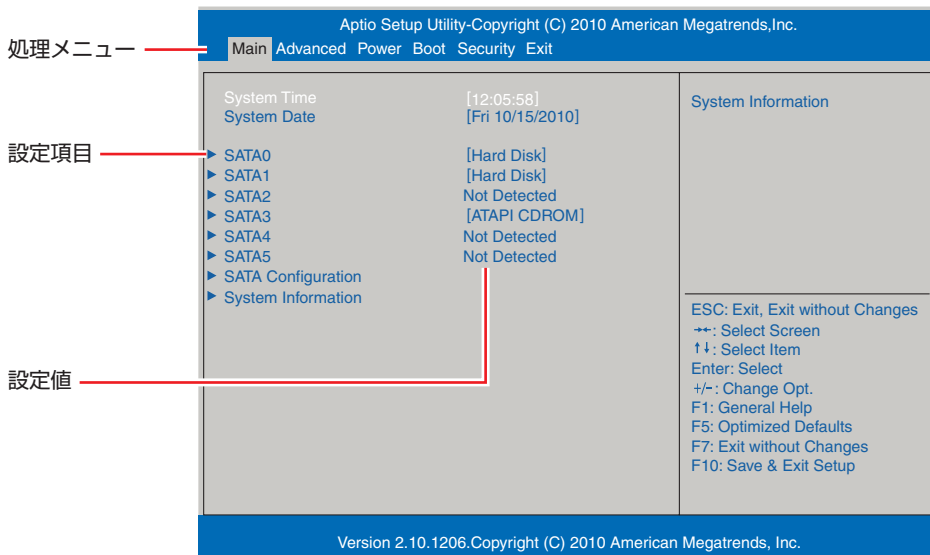 Aptio Setup Utility-Copyright (C) 2010 American Megatrends,Inc.
処理メニュー
Main Advanced Power Boot Security Exit
System Time [12:05:58]
System Date [Fri 10/15/2010]
System Information
設定項目
SATA0 [Hard Disk]
SATA1 [Hard Disk]
SATA2 Not Detected
SATA3 [ATAPI CDROM]
SATA4 Not Detected
SATA5 Not Detected
SATA Configuration
System Information
設定値
ESC: Exit, Exit without Changes
→←: Select Screen
↑↓: Select Item
Enter: Select
+/-: Change Opt.
F1: General Help
F5: Optimized Defaults
F7: Exit without Changes
F10: Save & Exit Setup
Version 2.10.1206.Copyright (C) 2010 American Megatrends, Inc.